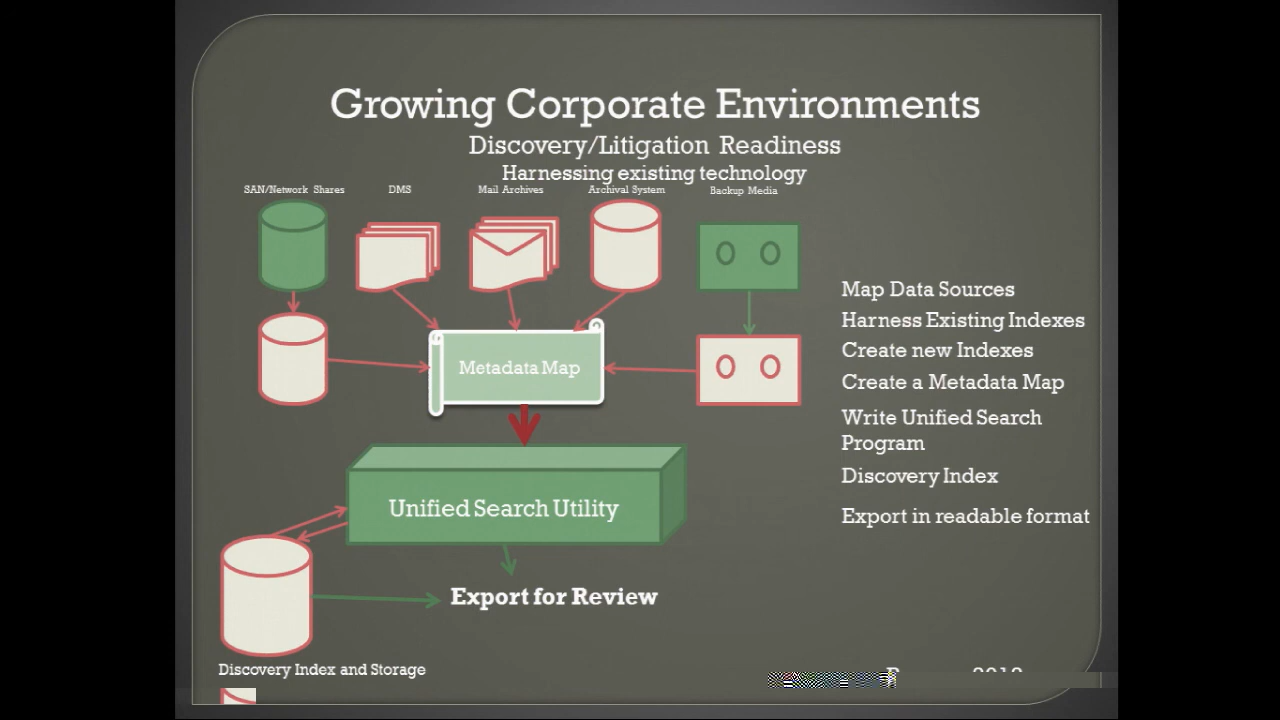 Growing Corporate Environments
Discovery/Litigation Readiness
Harnessing existing technology
SAN/Network Shares
DMS
Mail Archives
Archival System
Backup Media
Metadata Map
Unified Search Utility
Export for Review
Discovery Index and Storage
Map Data Sources
Harness Existing Indexes
Create new Indexes
Create a Metadata Map
Write Unified Search
Program
Discovery Index
Export in readable format